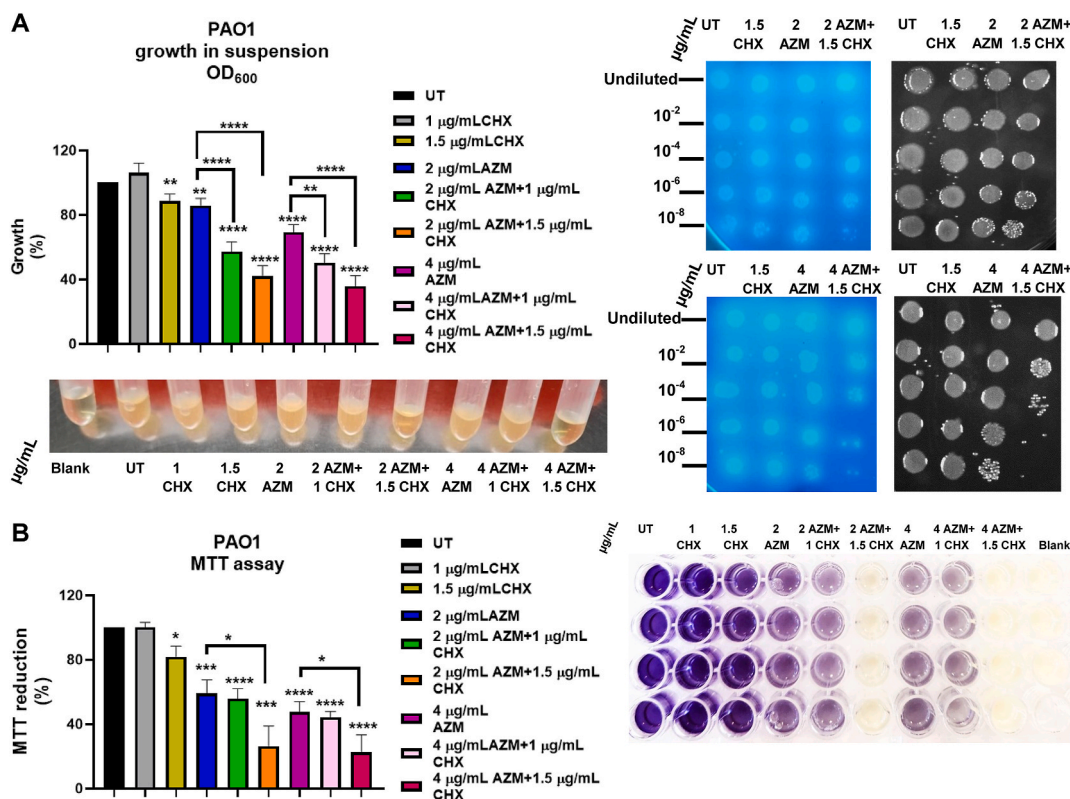 A
PAO1
growth in suspension
OD600
120
80
40
0
Growth
(%)
**
**
****
****
****
****
****
**
****
****
****
UT
1 μg/mLCHX
1.5 μg/mLCHX
2 μg/mLAZM
2 μg/mL AZM+1 μg/mL
CHX
2 μg/mL AZM+1.5 μg/mL
CHX
4 μg/mL
AZM
4 μg/mLAZM+1 μg/mL
CHX
4 μg/mL AZM+1.5 μg/mL
CHX
μg/mL
Blank UT 1 1.5 2 2 AZM+ 2 AZM+ 4 4 AZM+ 4 AZM+
CHX CHX AZM 1 CHX 1.5 CHX AZM 1 CHX 1.5 CHX
μg/mL
UT 1.5 2 2 AZM+ UT 1.5 2 2 AZM+
CHX AZM 1.5 CHX CHX AZM 1.5 CHX
Undiluted
10-2
10-4
10-6
10-8
μg/mL
UT 1.5 4 4 AZM+ UT 1.5 4 4 AZM+
CHX AZM 1.5 CHX CHX AZM 1.5 CHX
Undiluted
10-2
10-4
10-6
10-8
B
PAO1
MTT assay
120
80
40
0
MTT reduction
(%)
*
***
****
*
***
****
*
****
****
UT
1 μg/mLCHX
1.5 μg/mLCHX
2 μg/mLAZM
2 μg/mL AZM+1 μg/mL
CHX
2 μg/mL AZM+1.5 μg/mL
CHX
4 μg/mL
AZM
4 μg/mLAZM+1 μg/mL
CHX
4 μg/mL AZM+1.5 μg/mL
CHX
μg/mL
UT 1 1.5 2 2 AZM+ 2 AZM+ 4 4 AZM+ 4 AZM+
CHX CHX AZM 1 CHX 1.5 CHX AZM 1 CHX 1.5 CHX Blank